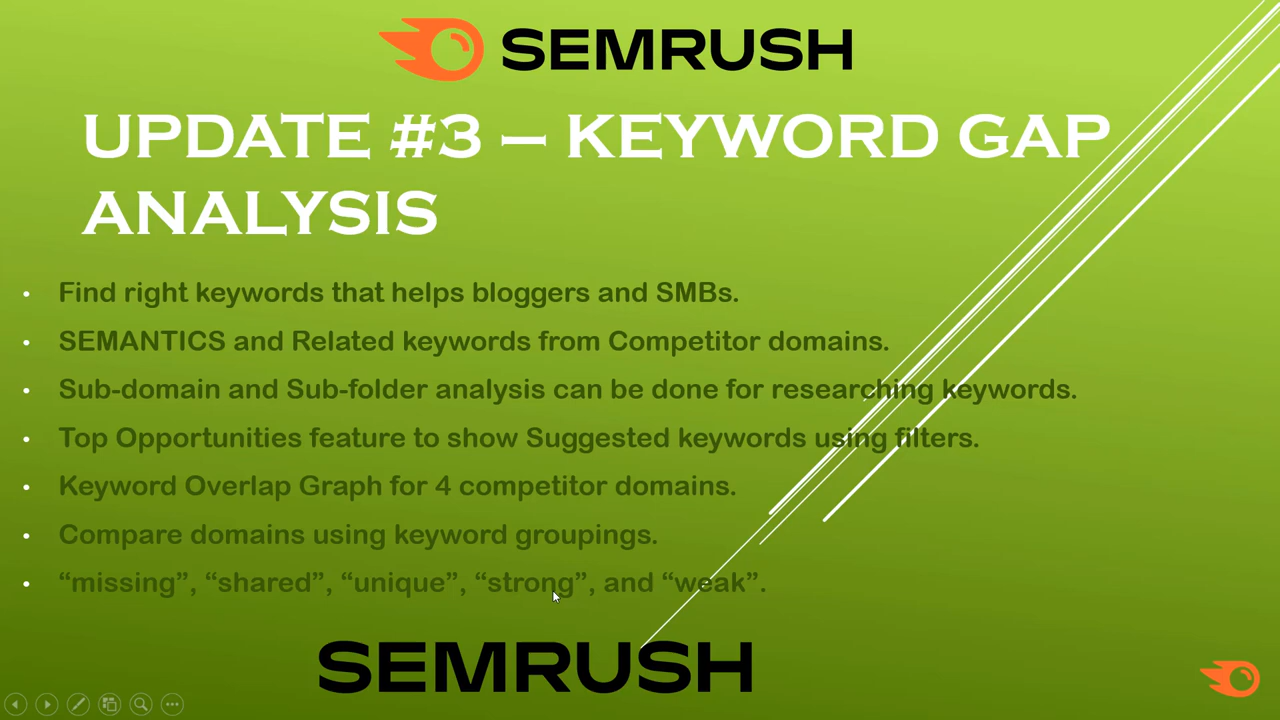 SEMRUSH
UPDATE #3 – KEYWORD GAP
ANALYSIS
• Find right keywords that helps bloggers and SMBs.
• SEMANTICS and Related keywords from Competitor domains.
• Sub-domain and Sub-folder analysis can be done for researching keywords.
• Top Opportunities feature to show Suggested keywords using filters.
• Keyword Overlap Graph for 4 competitor domains.
• Compare domains using keyword groupings.
• “missing”, “shared”, “unique”, “strong”, and “weak”.
SEMRUSH